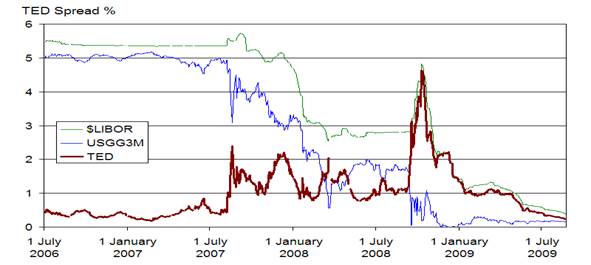 TED Spread %
6
5
4
3
2
1
0
$LIBOR
USGG3M
TED
1 July 1 January 1 July 1 January 1 July 1 January 1 July
2006 2007 2007 2008 2008 2009 2009